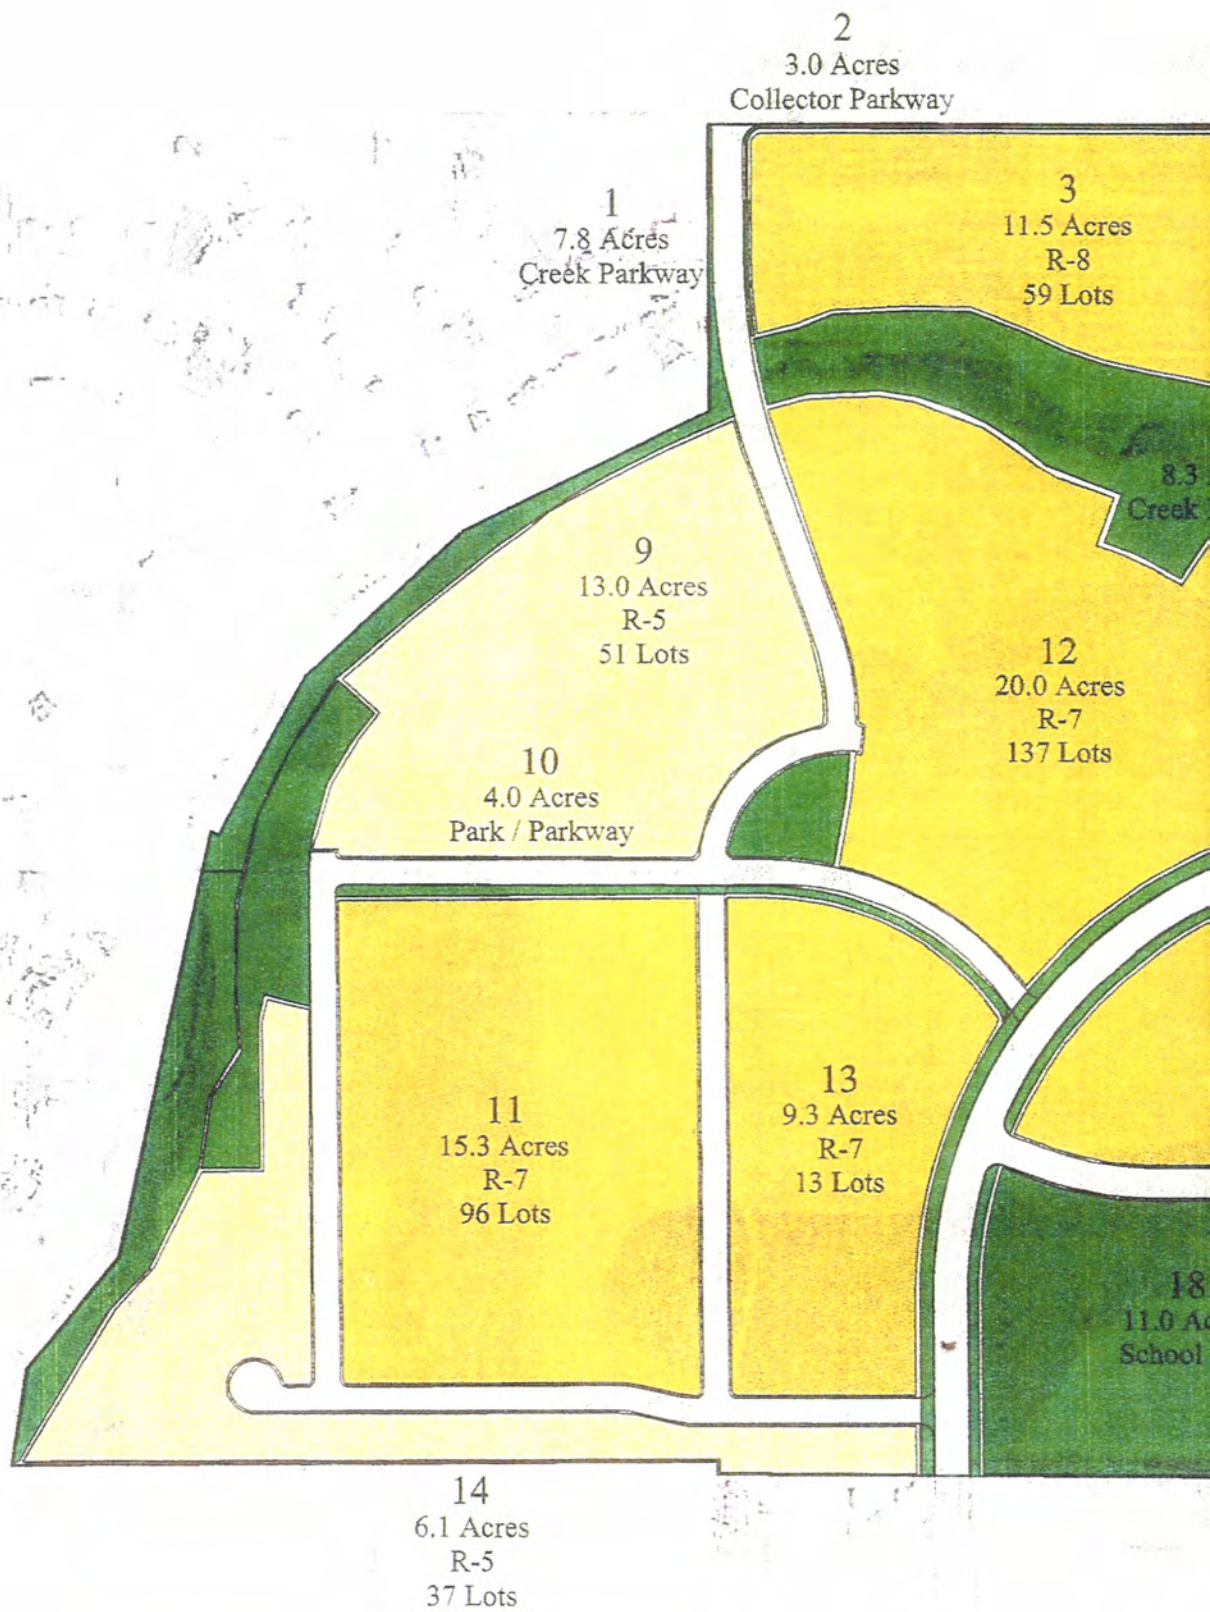 2
3.0 Acres
Collector Parkway
1
7.8 Acres
Creek Parkway
3
11.5 Acres
R-8
59 Lots
8.3
Creek
9
13.0 Acres
R-5
51 Lots
12
20.0 Acres
R-7
137 Lots
10
4.0 Acres
Park / Parkway
11
15.3 Acres
R-7
96 Lots
13
9.3 Acres
R-7
13 Lots
18
11.0 Ac
School
14
6.1 Acres
R-5
37 Lots